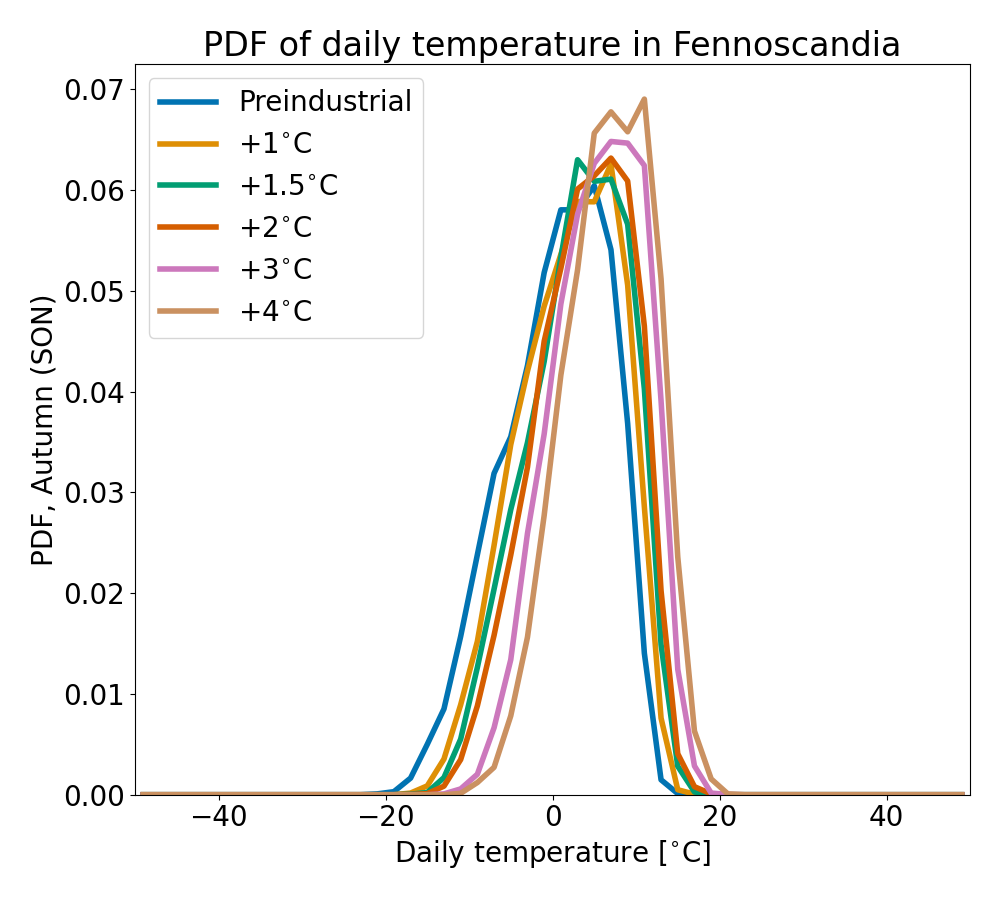 PDF of daily temperature in Fennoscandia
Preindustrial
+1°C
+1.5°C
+2°C
+3°C
+4°C
0.07
0.06
0.05
0.04
0.03
0.02
0.01
0.00
PDF, Autumn (SON)
−40
−20
0
20
40
Daily temperature [°C]